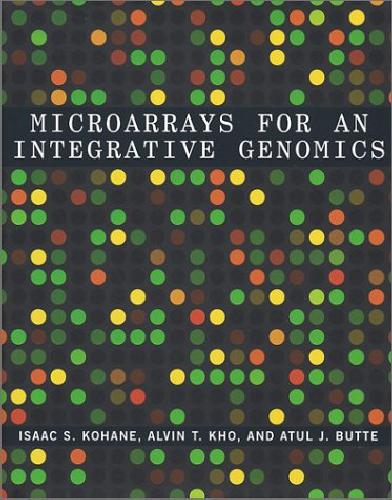 MICROARRAYS FOR AN
INTEGRATIVE GENOMICS
ISAAC S. KOHANE, ALVIN T. KHO, AND ATUL J. BUTTE